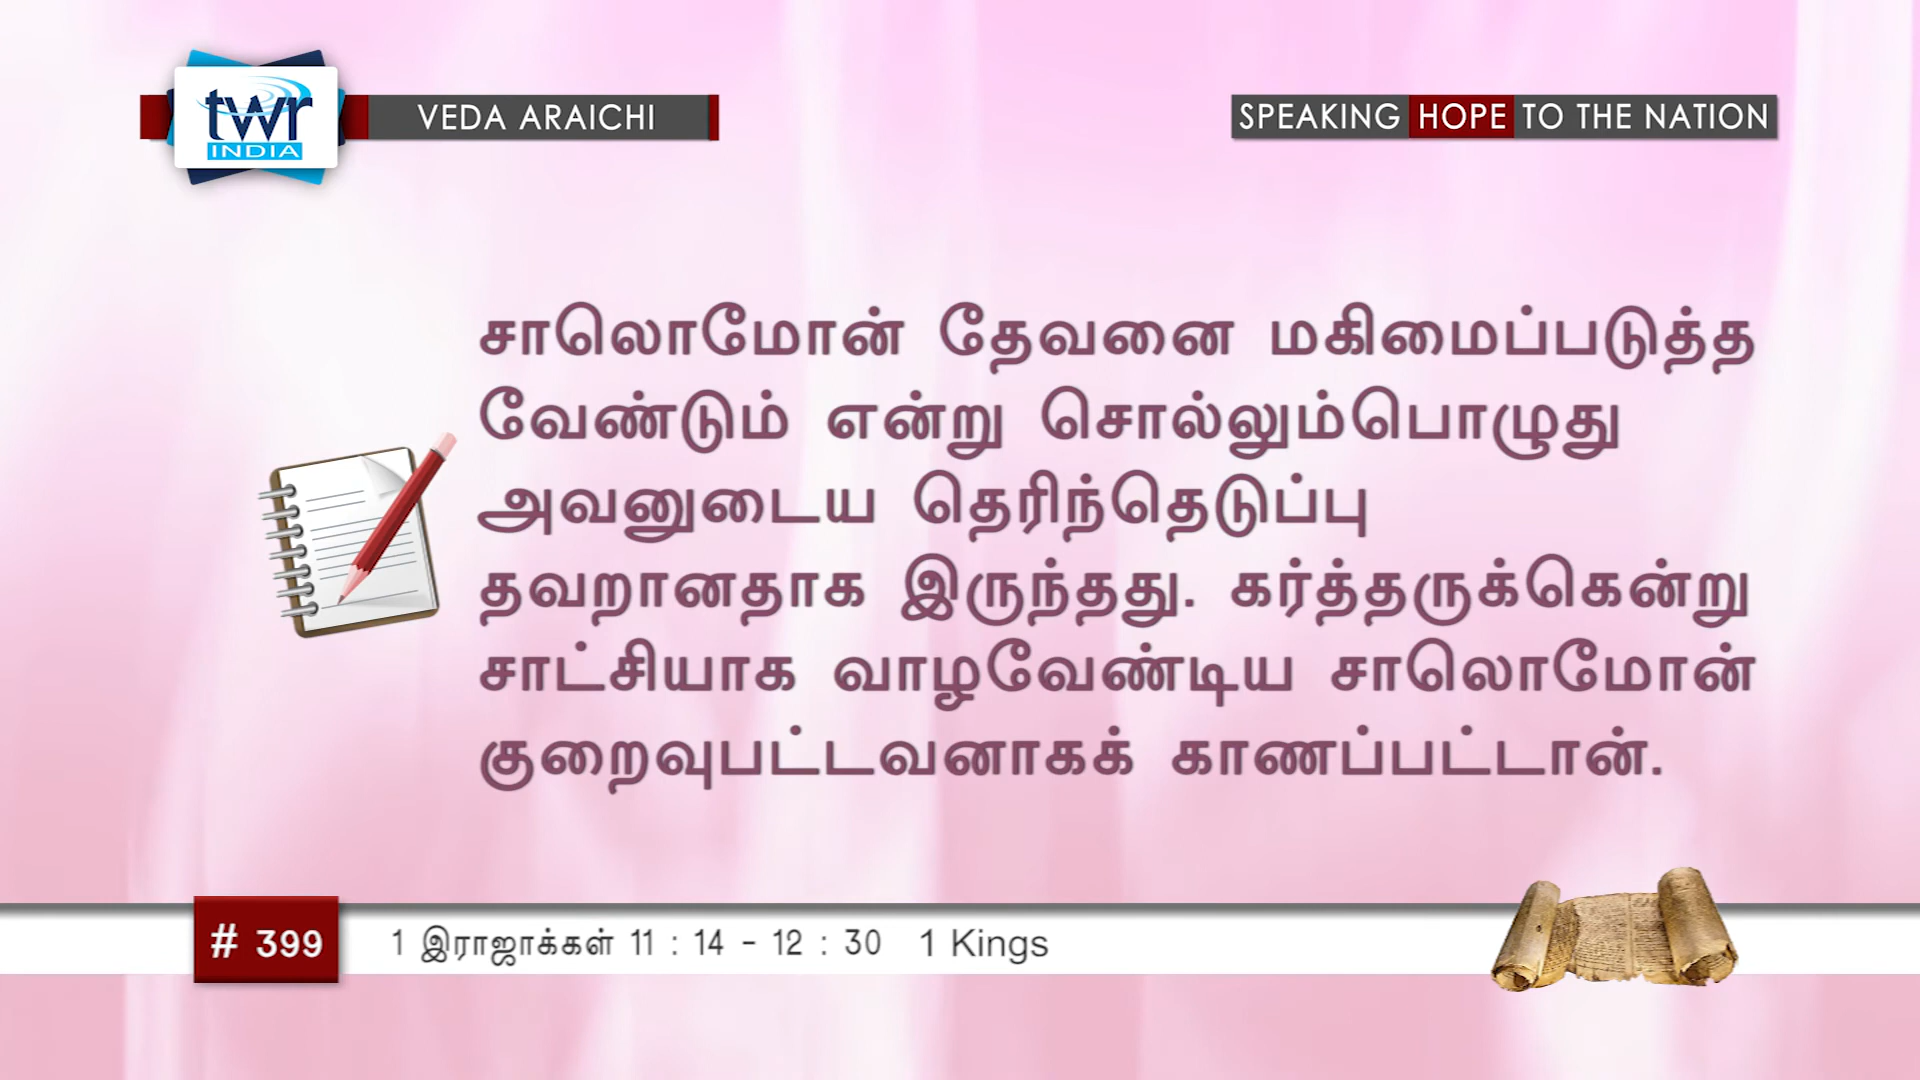 twr
INDIA
VEDA ARAICHI
SPEAKING HOPE TO THE NATION
சாலொமோன் தேவனை மகிமைப்படுத்த
வேண்டும் என்று சொல்லும்பொழுது
அவனுடைய தெரிந்தெடுப்பு
தவறானதாக இருந்தது. கர்த்தருக்கென்று
சாட்சியாக வாழவேண்டிய சாலொமோன்
குறைவுபட்டவனாகக் காணப்பட்டான்.
# 399
1 இராஜாக்கள் 11 : 14 - 12 : 30 1 Kings